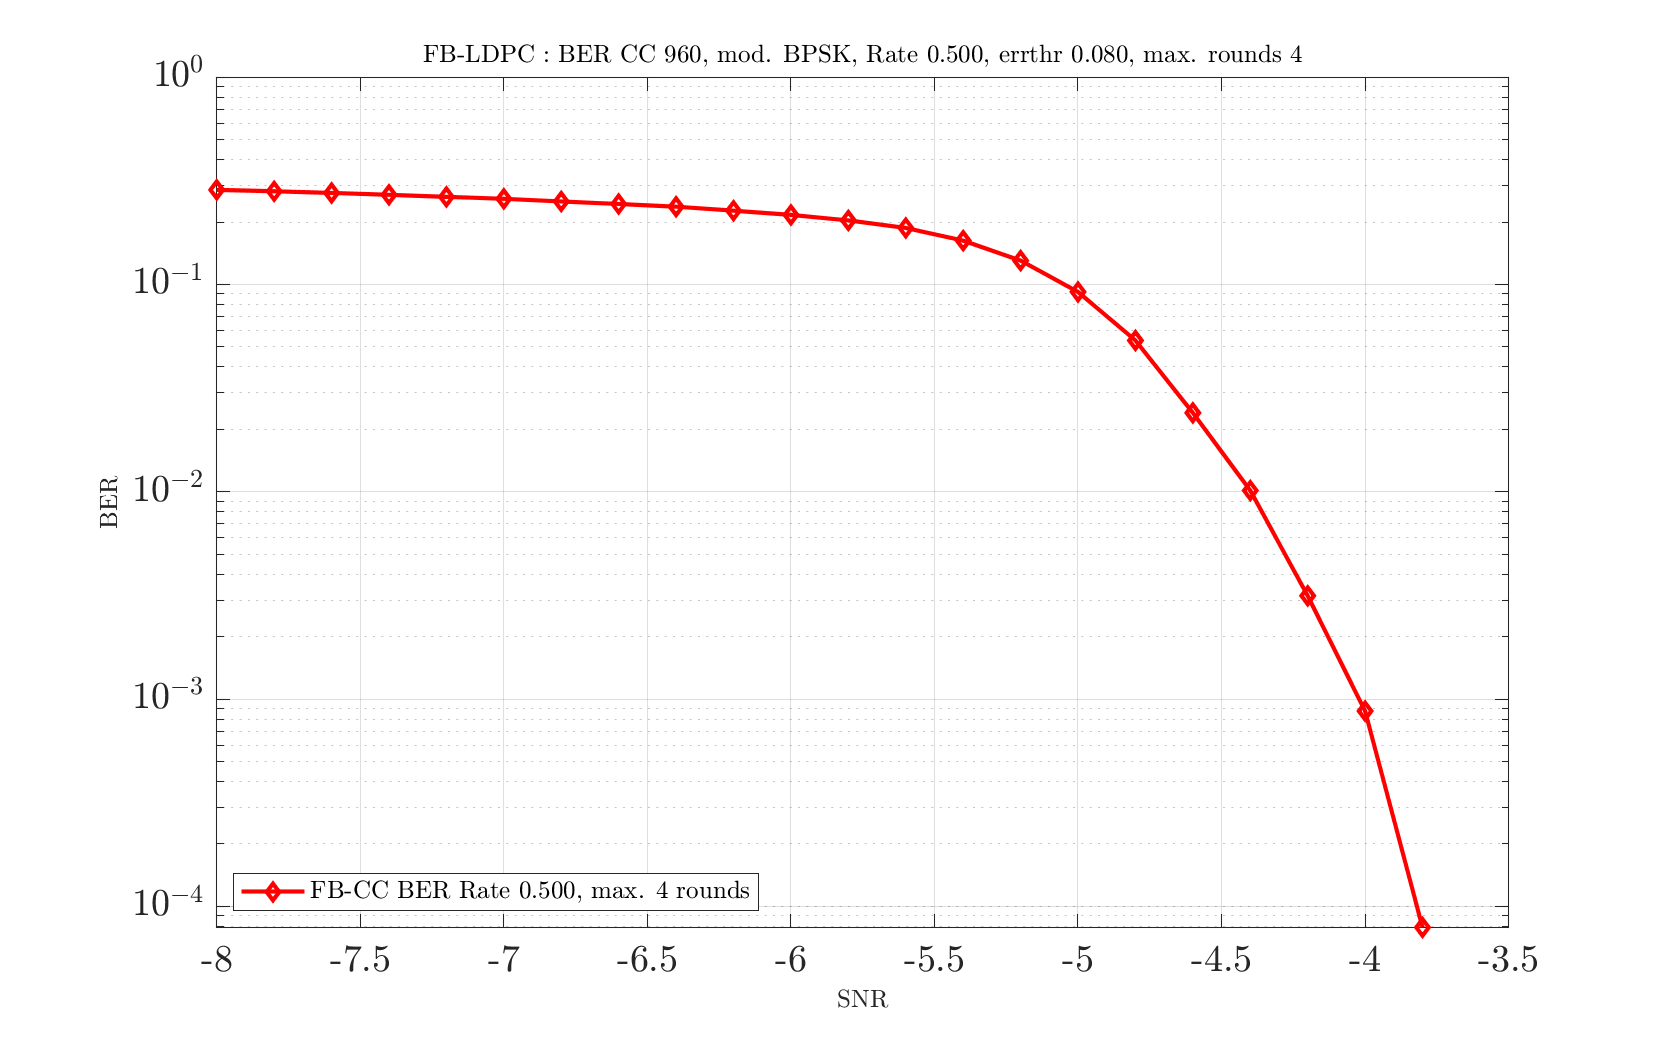 FB-LDPC : BER CC 960, mod. BPSK, Rate 0.500, errthr 0.080, max. rounds 4
10^0
10^-1
10^-2
10^-3
10^-4
BER
FB-CC BER Rate 0.500, max. 4 rounds
-8 -7.5 -7 -6.5 -6 -5.5 -5 -4.5 -4 -3.5
SNR